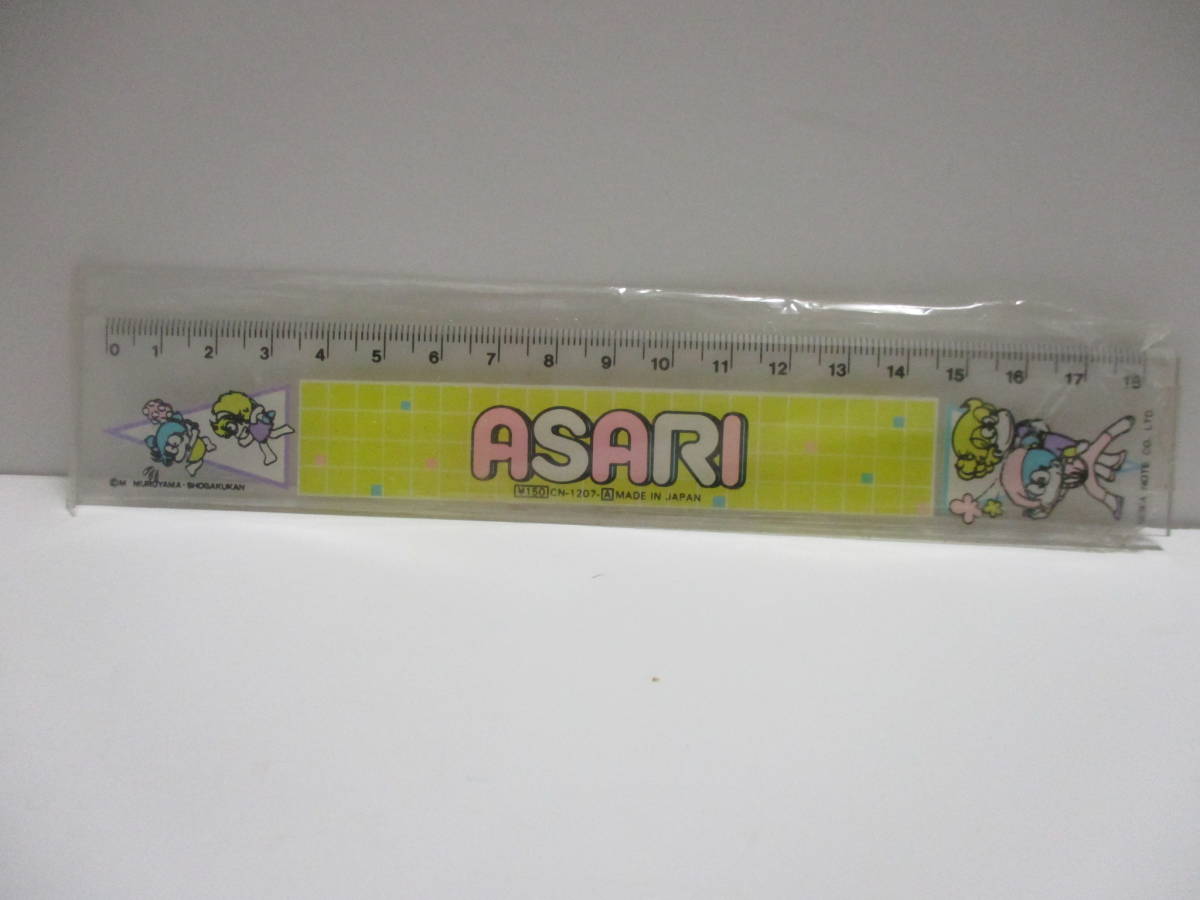 0 1 2 3 4 5 6 7 8 9 10 11 12 13 14 15 16 17 18
ASARI
¥150 CN-1207-A MADE IN JAPAN
©M MUROYAMA・SHOGAKUKAN
NOTE CO. LTD.